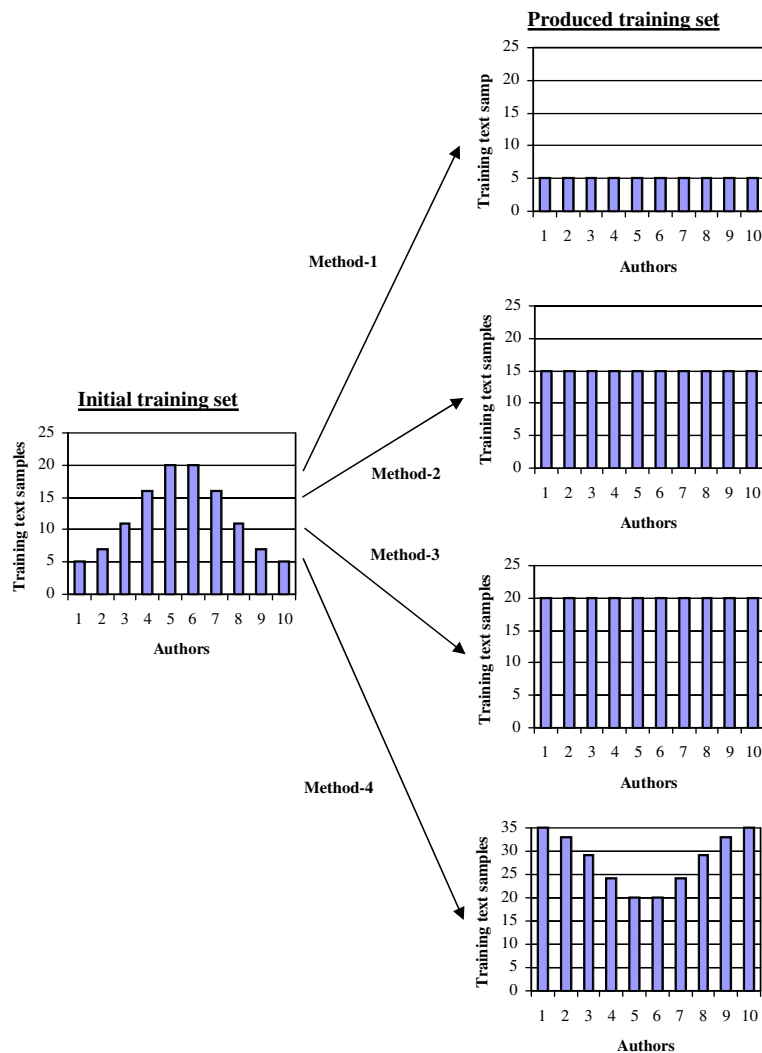 Produced training set
Training text samp
25
20
15
10
5
0
1 2 3 4 5 6 7 8 9 10
Authors
Method-1
Training text samples
25
20
15
10
5
0
1 2 3 4 5 6 7 8 9 10
Authors
Method-2
Initial training set
Training text samples
25
20
15
10
5
0
1 2 3 4 5 6 7 8 9 10
Authors
Method-3
Training text samples
25
20
15
10
5
0
1 2 3 4 5 6 7 8 9 10
Authors
Method-4
Training text samples
35
30
25
20
15
10
5
0
1 2 3 4 5 6 7 8 9 10
Authors